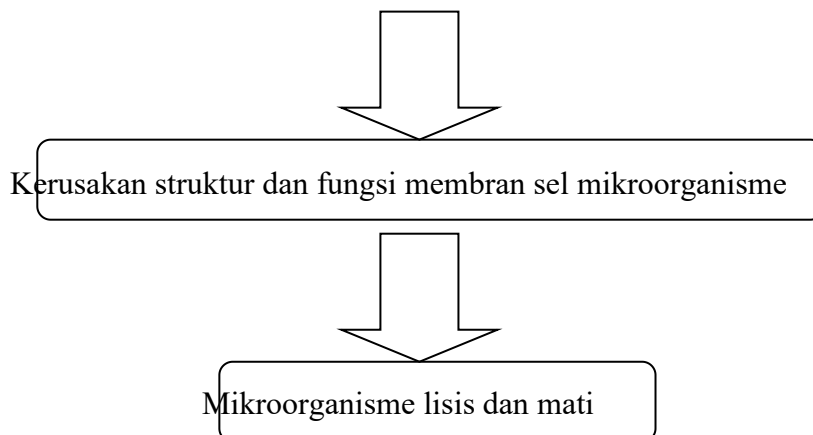 Kerusakan struktur dan fungsi membran sel mikroorganisme
Mikroorganisme lisis dan mati